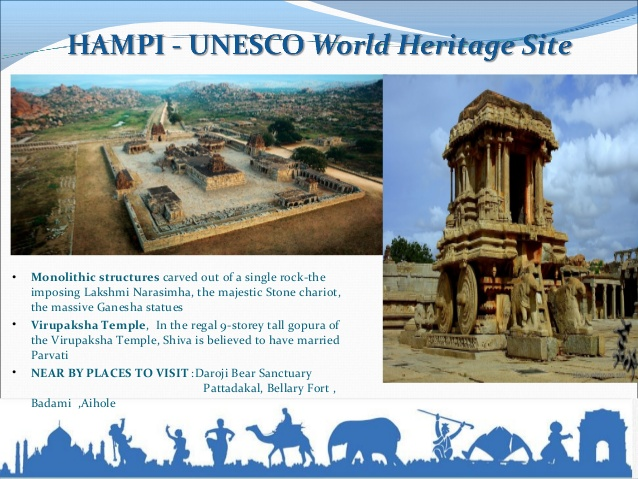 HAMPI - UNESCO World Heritage Site
• Monolithic structures carved out of a single rock-the
imposing Lakshmi Narasimha, the majestic Stone chariot,
the massive Ganesha statues
• Virupaksha Temple, In the regal 9-storey tall gopura of
the Virupaksha Temple, Shiva is believed to have married
Parvati
• NEAR BY PLACES TO VISIT :Daroji Bear Sanctuary
Pattadakal, Bellary Fort ,
Badami ,Aihole